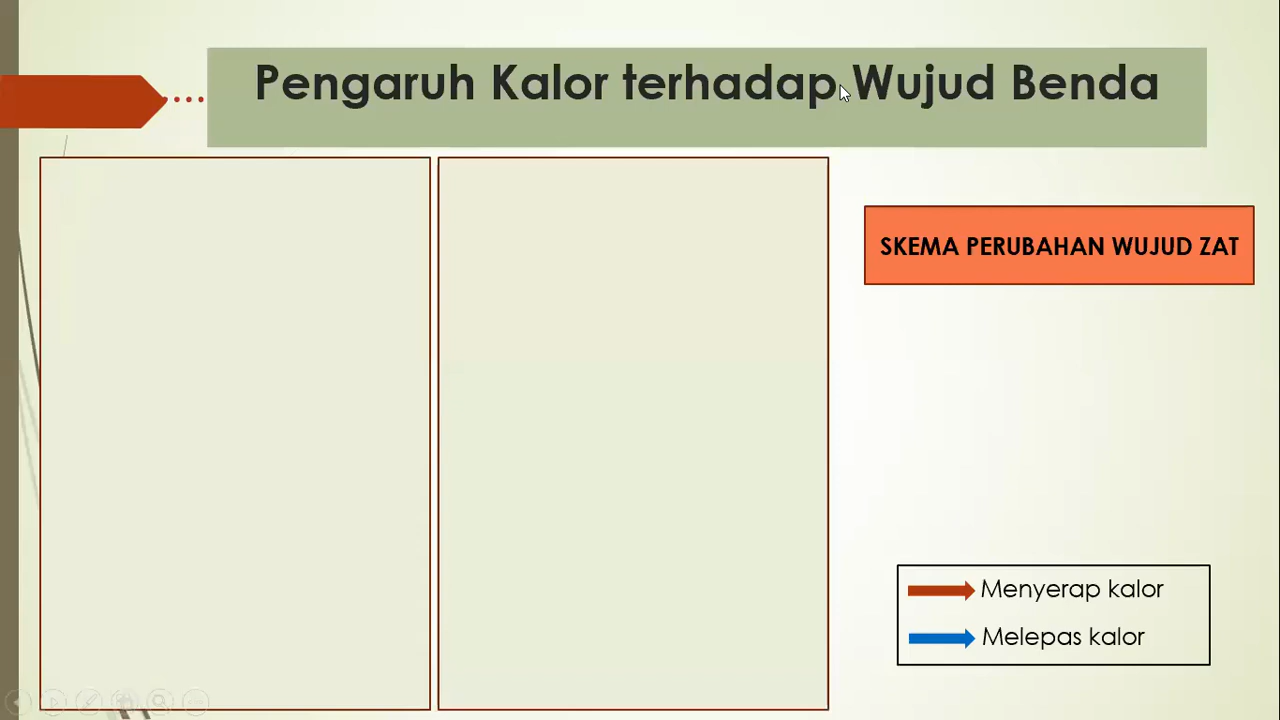 Pengaruh Kalor terhadap Wujud Benda
SKEMA PERUBAHAN WUJUD ZAT
Menyerap kalor
Melepas kalor